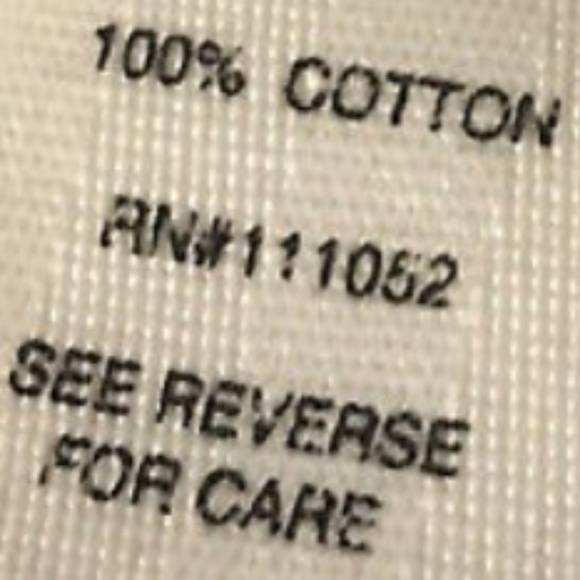 100% COTTON
RN#111052
SEE REVERSE
FOR CARE